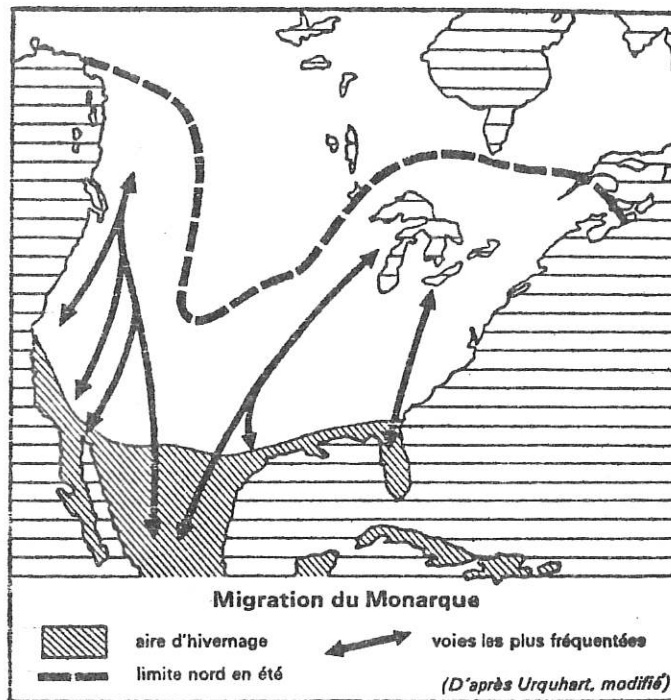 Migration du Monarque
aire d'hivernage
voies les plus fréquentées
limite nord en été
(D'après Urquhart, modifié)